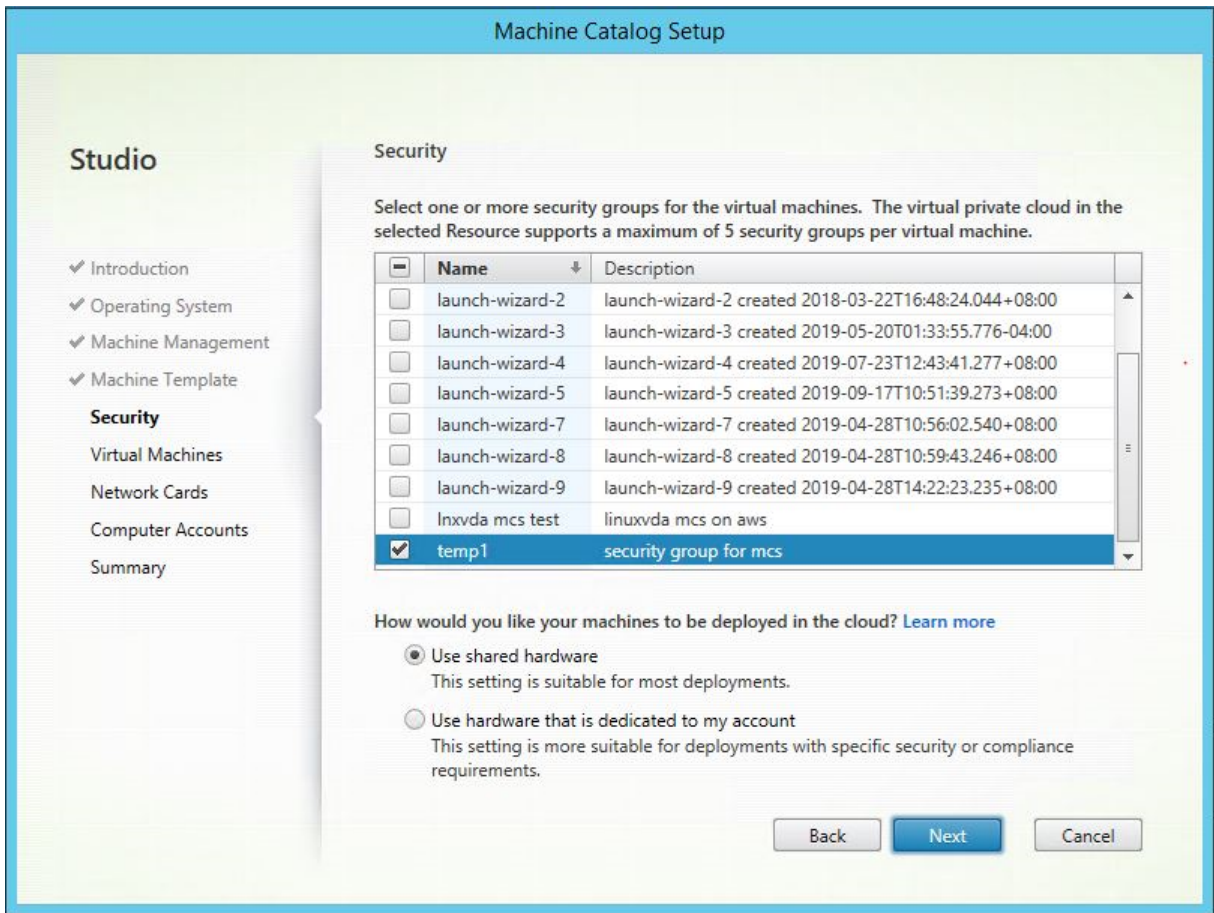 Machine Catalog Setup
Studio
Introduction
Operating System
Machine Management
Machine Template
Security
Virtual Machines
Network Cards
Computer Accounts
Summary
Security
Select one or more security groups for the virtual machines. The virtual private cloud in the
selected Resource supports a maximum of 5 security groups per virtual machine.
Name Description
launch-wizard-2 launch-wizard-2 created 2018-03-22T16:48:24.044+08:00
launch-wizard-3 launch-wizard-3 created 2019-05-20T01:33:55.776-04:00
launch-wizard-4 launch-wizard-4 created 2019-07-23T12:43:41.277+08:00
launch-wizard-5 launch-wizard-5 created 2019-09-17T10:51:39.273+08:00
launch-wizard-7 launch-wizard-7 created 2019-04-28T10:56:02.540+08:00
launch-wizard-8 launch-wizard-8 created 2019-04-28T10:59:43.246+08:00
launch-wizard-9 launch-wizard-9 created 2019-04-28T14:22:23.235+08:00
lnxvda mcs test linuxvda mcs on aws
temp1 security group for mcs
How would you like your machines to be deployed in the cloud? Learn more
Use shared hardware
This setting is suitable for most deployments.
Use hardware that is dedicated to my account
This setting is more suitable for deployments with specific security or compliance
requirements.
Back Next Cancel